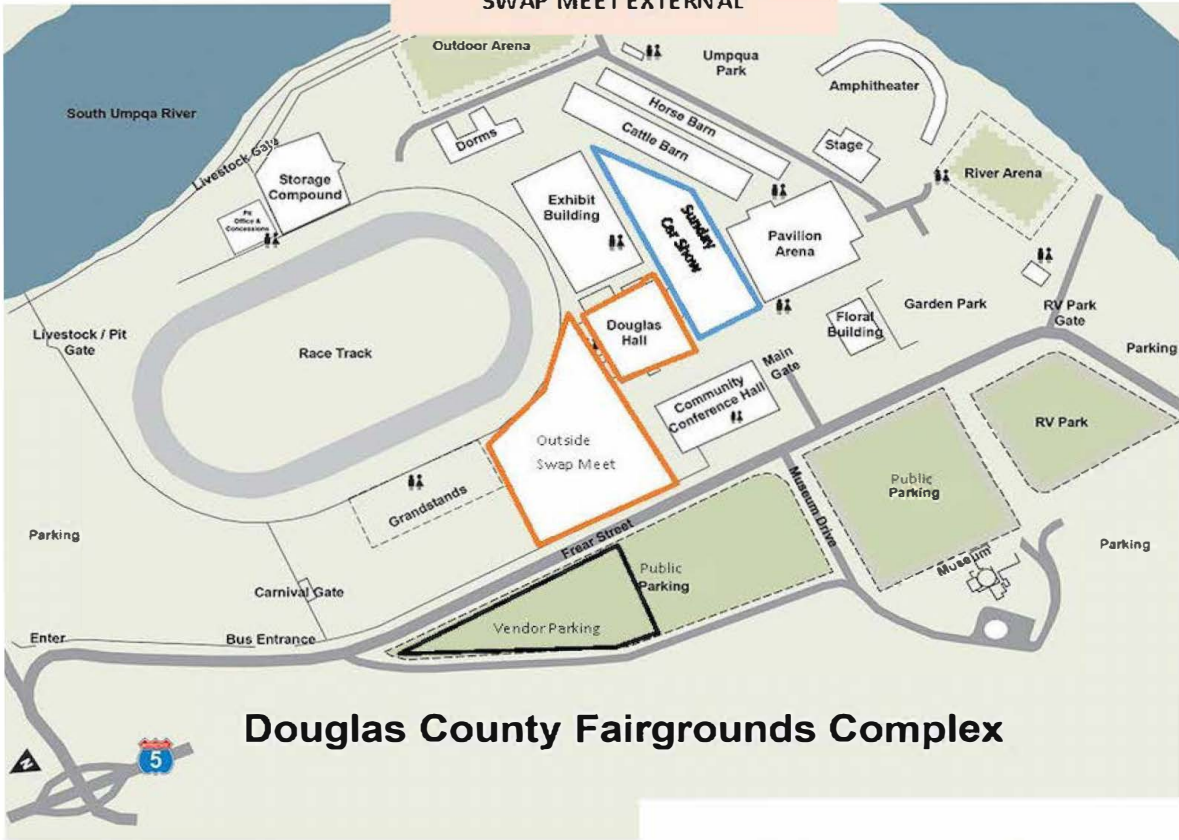 SWAP MEET EXTERNAL
Outdoor Arena
Umpqua
Park
Amphitheater
South Umpqa River
Horse Barn
Cattle Barn
Dorms
Stage
Livestock Gate
Storage
Compound
River Arena
Exhibit
Building
Pit
Office &
Concessions
Sunday
Car Show
Pavilion
Arena
Livestock / Pit
Gate
Race Track
Douglas
Hall
Floral
Building
Garden Park
RV Park
Gate
Parking
Main
Gate
Community
Conference Hall
RV Park
Outside
Swap Meet
Public
Parking
Museum Drive
Grandstands
Parking
Frear Street
Parking
Museum
Public
Parking
Carnival Gate
Vendor Parking
Enter
Bus Entrance
Douglas County Fairgrounds Complex
N
5